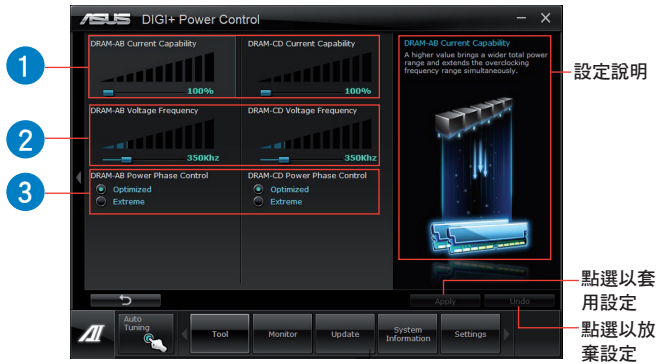 ASUS DIGI+ Power Control
DRAM-AB Current Capability
100%
DRAM-CD Current Capability
100%
DRAM-AB Current Capability
A higher value brings a wider total power
range and extends the overclocking
frequency range simultaneously.
設定說明
1
DRAM-AB Voltage Frequency
350Khz
DRAM-CD Voltage Frequency
350Khz
2
DRAM-AB Power Phase Control
Optimized
Extreme
DRAM-CD Power Phase Control
Optimized
Extreme
3
Apply
Undo
點選以套
用設定
點選以放
棄設定
Auto
Tuning
Tool
Monitor
Update
System
Information
Settings